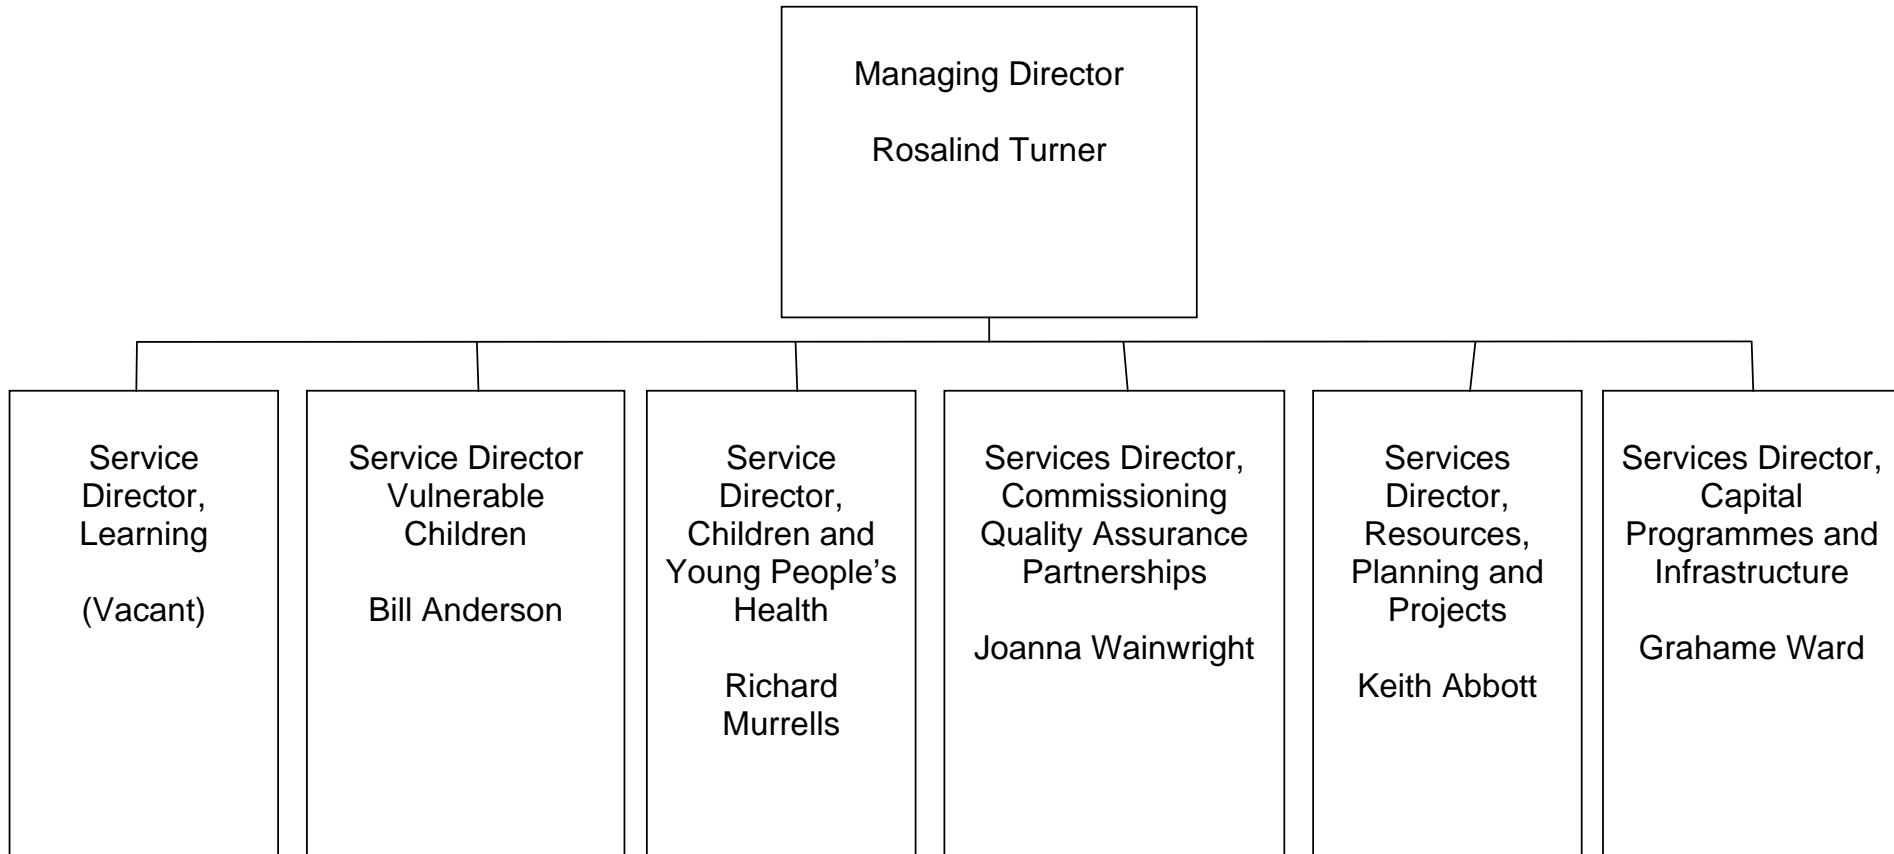 Managing Director
Rosalind Turner
Service
Director,
Learning
(Vacant)
Service Director
Vulnerable
Children
Bill Anderson
Service
Director,
Children and
Young People’s
Health
Richard
Murrells
Services Director,
Commissioning
Quality Assurance
Partnerships
Joanna Wainwright
Services
Director,
Resources,
Planning and
Projects
Keith Abbott
Services Director,
Capital
Programmes and
Infrastructure
Grahame Ward